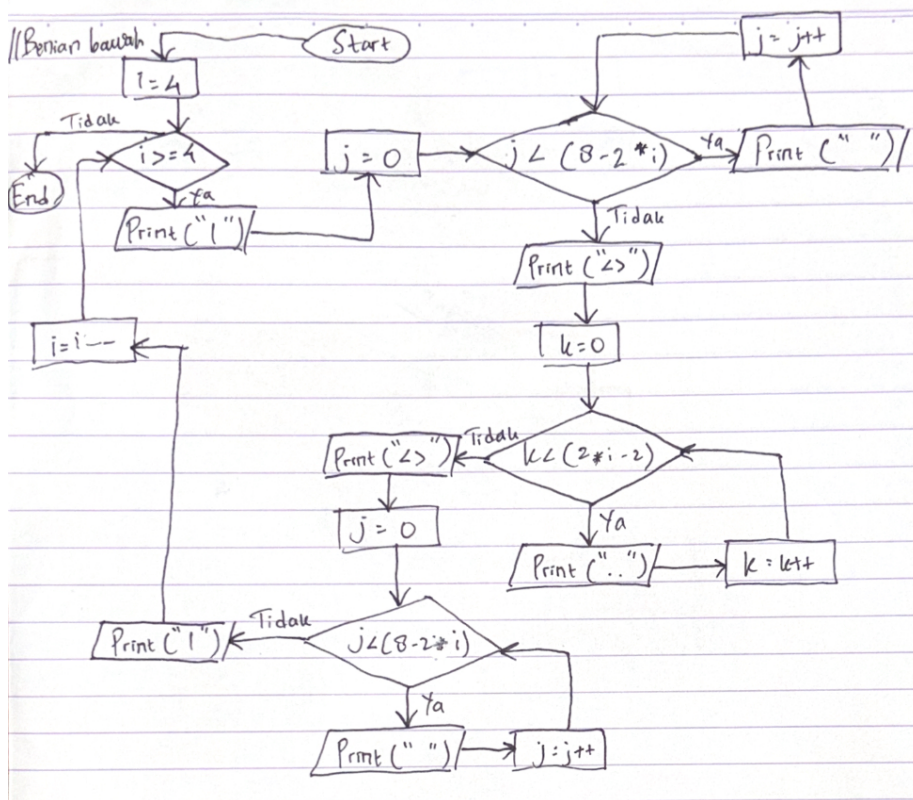 //Bagian bawah
Start
i=4
Tidak
i>=4
End
Ya
Print("|")
j=0
j<(8-2*i)
Ya
Print(" ")
j=j++
Tidak
Print("<>")
k=0
k<(2*i-2)
Tidak
Print("<>")
Ya
Print("..")
k=k++
j=0
j<(8-2*i)
Tidak
Print("|")
Ya
Print(" ")
j=j++
i=i--